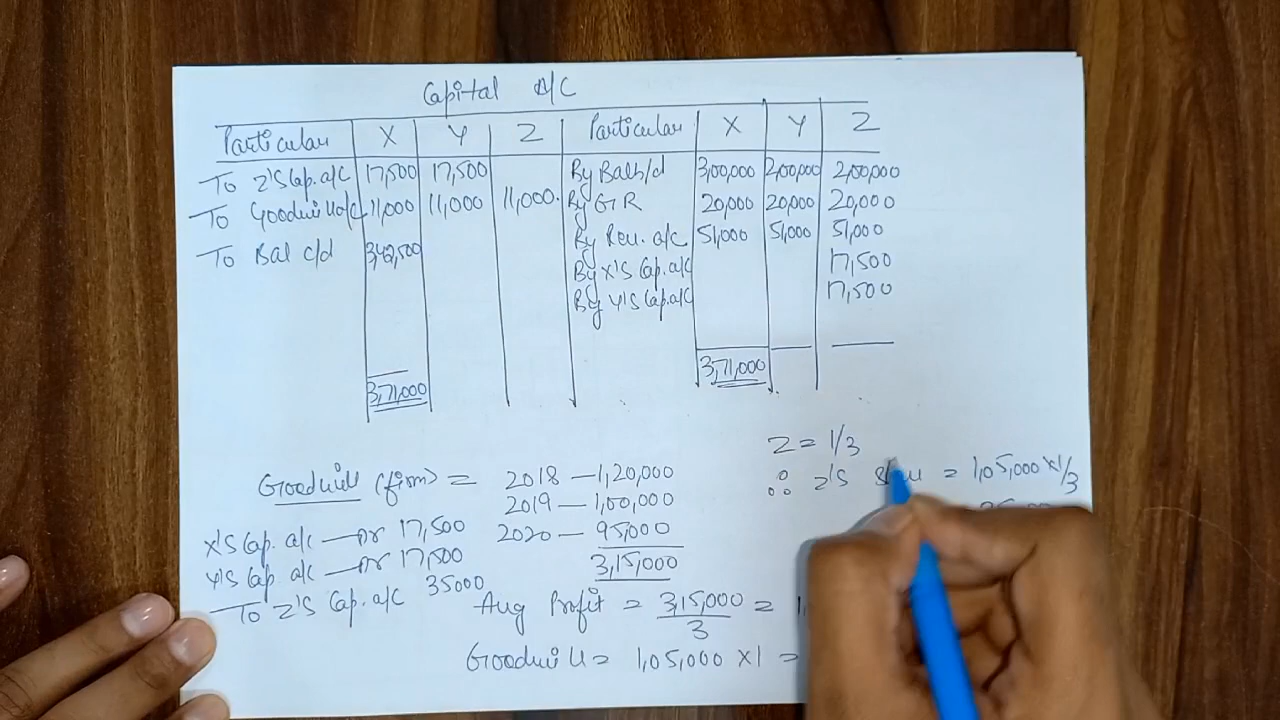 Capital A/C
Particular X Y Z Particular X Y Z
To Z'S Cap. a/c 17,500 17,500 By Bal b/d 3,00,000 2,00,000 2,00,000
To Goodwill a/c 11,000 11,000 11,000. By G R 20,000 20,000 20,000
To Bal c/d 3,42,500 By Rev. a/c 51,000 51,000 51,000
By X'S Cap. a/c 17,500
By Y'S Cap. a/c 17,500
3,71,000 3,71,000
Z = 1/3
∴ Z'S = 1,05,000 X 1/3
Goodwill (firm) = 2018 — 1,20,000
2019 — 1,00,000
2020 — 95,000
3,15,000
X'S Cap. a/c — Dr 17,500
Y'S Cap a/c — Dr 17,500
To Z'S Cap. a/c 35000
Avg Profit = 3,15,000 =
3
Goodwill = 1,05,000 X 1 =